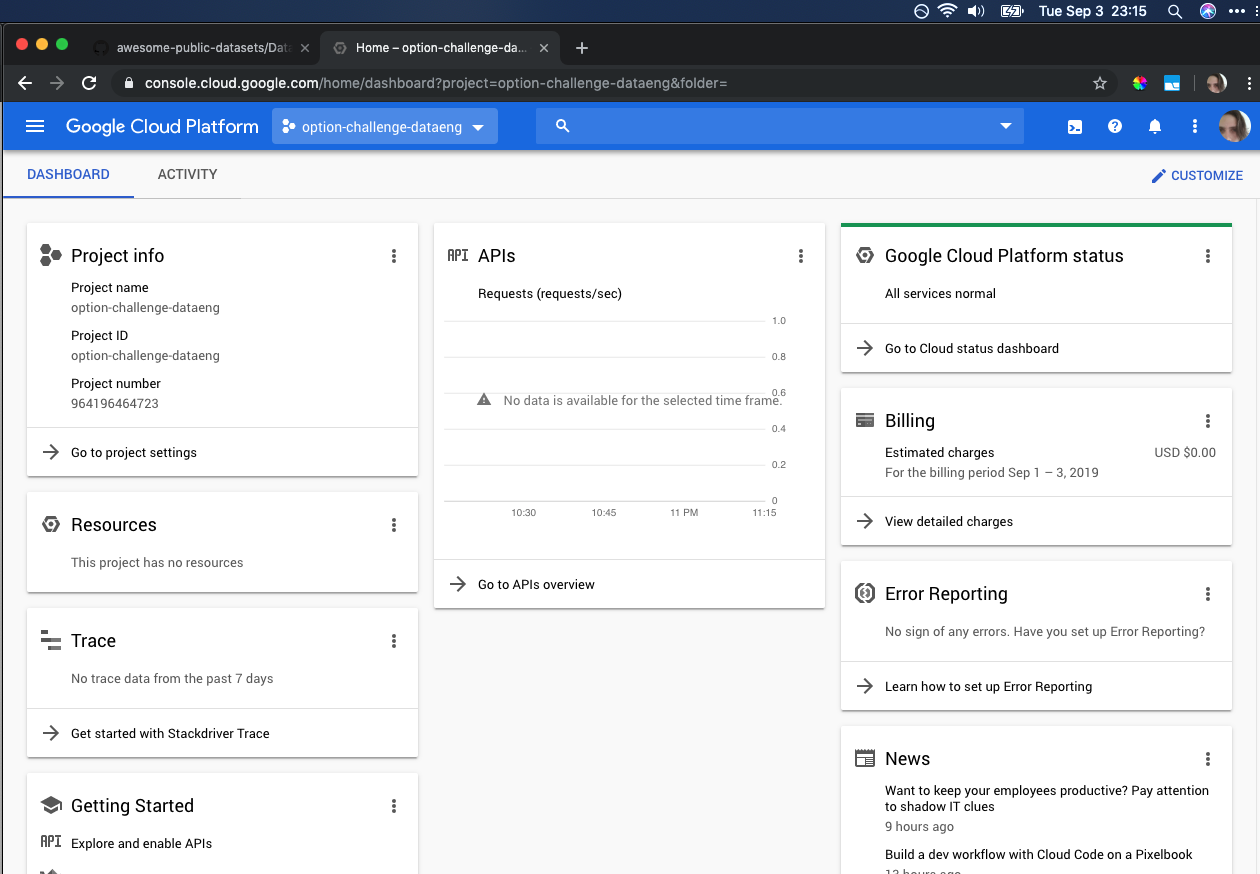 Tue Sep 3 23:15
awesome-public-datasets/Data
Home – option-challenge-da...
console.cloud.google.com/home/dashboard?project=option-challenge-dataeng&folder=
Google Cloud Platform
option-challenge-dataeng
DASHBOARD
ACTIVITY
CUSTOMIZE
Project info
Project name
option-challenge-dataeng
Project ID
option-challenge-dataeng
Project number
964196464723
Go to project settings
Resources
This project has no resources
Trace
No trace data from the past 7 days
Get started with Stackdriver Trace
Getting Started
API Explore and enable APIs
API APIs
Requests (requests/sec)
1.0
0.8
0.6
No data is available for the selected time frame.
0.4
0.2
0
10:30 10:45 11 PM 11:15
Go to APIs overview
Google Cloud Platform status
All services normal
Go to Cloud status dashboard
Billing
Estimated charges USD $0.00
For the billing period Sep 1 – 3, 2019
View detailed charges
Error Reporting
No sign of any errors. Have you set up Error Reporting?
Learn how to set up Error Reporting
News
Want to keep your employees productive? Pay attention
to shadow IT clues
9 hours ago
Build a dev workflow with Cloud Code on a Pixelbook